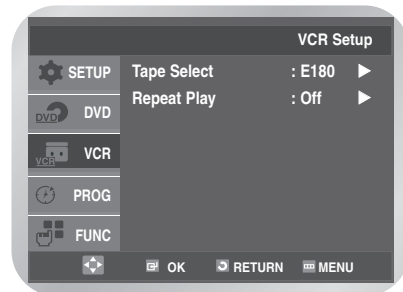 VCR Setup
SETUP
Tape Select : E180
Repeat Play : Off
DVD DVD
VCR VCR
PROG
FUNC
OK RETURN MENU